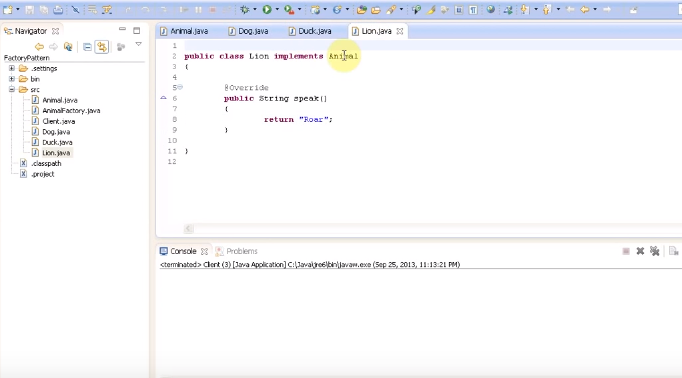 Navigator
FactoryPattern
.settings
bin
src
Animal.java
AnimalFactory.java
Client.java
Dog.java
Duck.java
Lion.java
.classpath
.project
Animal.java Dog.java Duck.java Lion.java
1
2 public class Lion implements Animal
3 {
4
5 @Override
6 public String speak()
7 {
8 return "Roar";
9 }
10
11 }
12
Console Problems
<terminated> Client (3) [Java Application] C:\Java\jre6\bin\javaw.exe (Sep 25, 2013, 11:13:21 PM)